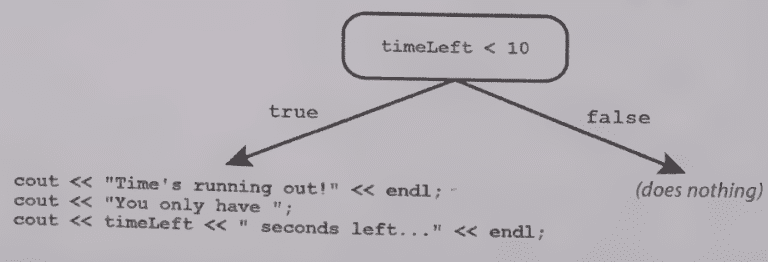 timeLeft < 10
true
false
cout << "Time's running out!" << endl;
cout << "You only have ";
cout << timeLeft << " seconds left..." << endl;
(does nothing)